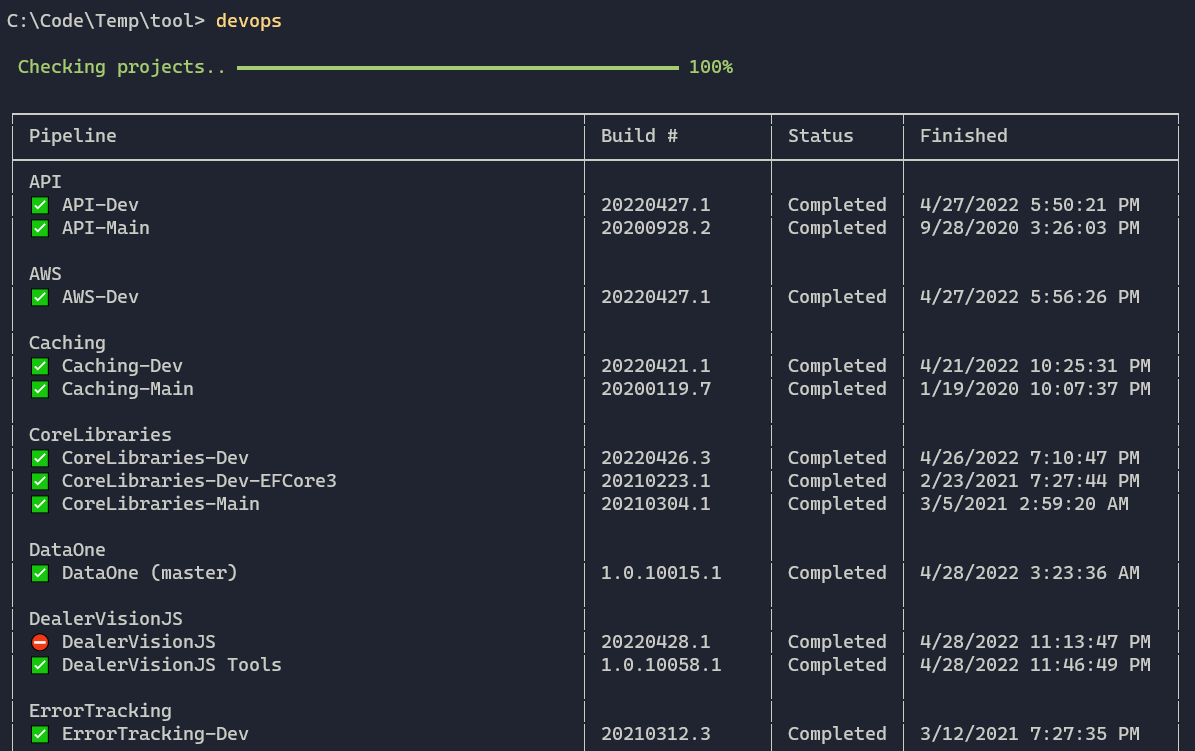 C:\Code\Temp\tool> devops
Checking projects.. 100%
Pipeline Build # Status Finished
API
✅ API-Dev 20220427.1 Completed 4/27/2022 5:50:21 PM
✅ API-Main 20200928.2 Completed 9/28/2020 3:26:03 PM
AWS
✅ AWS-Dev 20220427.1 Completed 4/27/2022 5:56:26 PM
Caching
✅ Caching-Dev 20220421.1 Completed 4/21/2022 10:25:31 PM
✅ Caching-Main 20200119.7 Completed 1/19/2020 10:07:37 PM
CoreLibraries
✅ CoreLibraries-Dev 20220426.3 Completed 4/26/2022 7:10:47 PM
✅ CoreLibraries-Dev-EFCore3 20210223.1 Completed 2/23/2021 7:27:44 PM
✅ CoreLibraries-Main 20210304.1 Completed 3/5/2021 2:59:20 AM
DataOne
✅ DataOne (master) 1.0.10015.1 Completed 4/28/2022 3:23:36 AM
DealerVisionJS
⛔ DealerVisionJS 20220428.1 Completed 4/28/2022 11:13:47 PM
✅ DealerVisionJS Tools 1.0.10058.1 Completed 4/28/2022 11:46:49 PM
ErrorTracking
✅ ErrorTracking-Dev 20210312.3 Completed 3/12/2021 7:27:35 PM